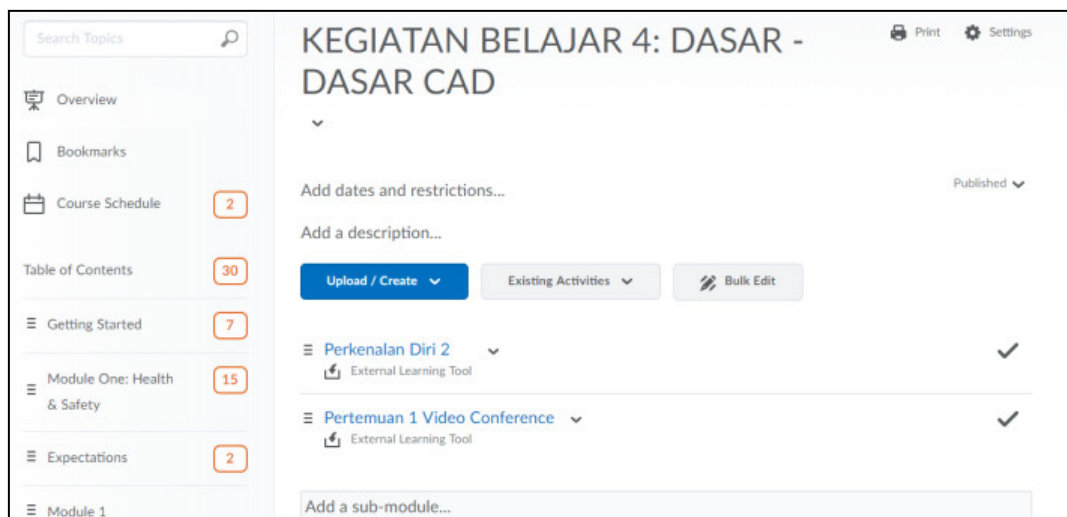 Search Topics
Overview
Bookmarks
Course Schedule
2
Table of Contents
30
Getting Started
7
Module One: Health
& Safety
15
Expectations
2
Module 1
KEGIATAN BELAJAR 4: DASAR -
DASAR CAD
Print
Settings
Add dates and restrictions...
Published
Add a description...
Upload / Create
Existing Activities
Bulk Edit
Perkenalan Diri 2
External Learning Tool
Pertemuan 1 Video Conference
External Learning Tool
Add a sub-module...